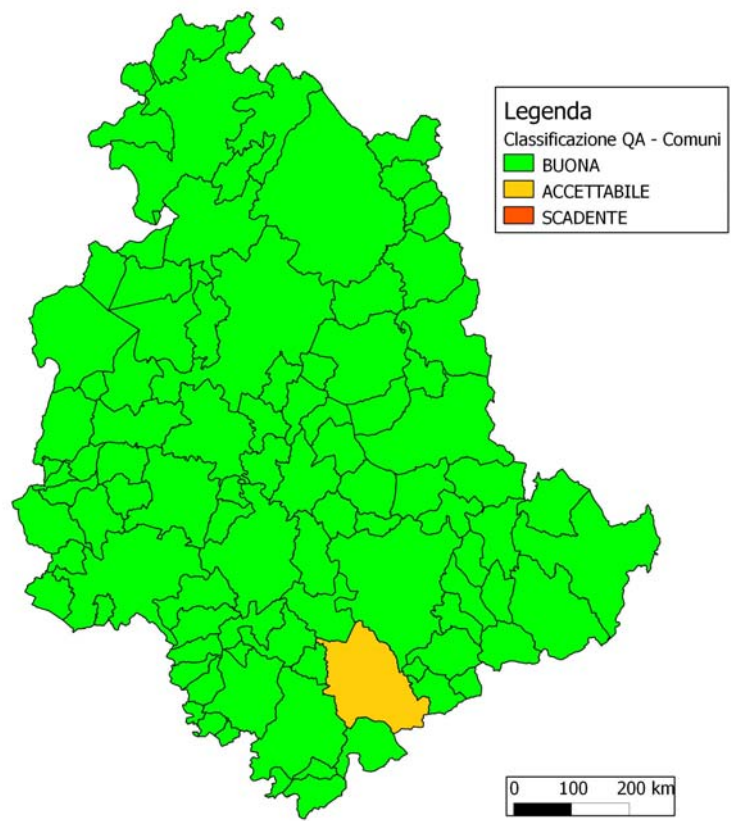 Legenda
Classificazione QA - Comuni
BUONA
ACCETTABILE
SCADENTE
0 100 200 km